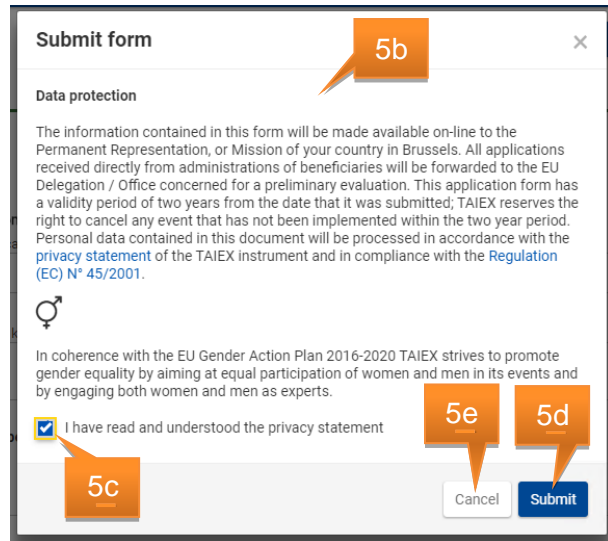 Submit form
×
5b
Data protection
The information contained in this form will be made available on-line to the
Permanent Representation, or Mission of your country in Brussels. All applications
received directly from administrations of beneficiaries will be forwarded to the EU
Delegation / Office concerned for a preliminary evaluation. This application form has
a validity period of two years from the date that it was submitted; TAIEX reserves the
right to cancel any event that has not been implemented within the two year period.
Personal data contained in this document will be processed in accordance with the
privacy statement of the TAIEX instrument and in compliance with the Regulation
(EC) N° 45/2001.
In coherence with the EU Gender Action Plan 2016-2020 TAIEX strives to promote
gender equality by aiming at equal participation of women and men in its events and
by engaging both women and men as experts.
I have read and understood the privacy statement
5e
5d
5c
Cancel
Submit